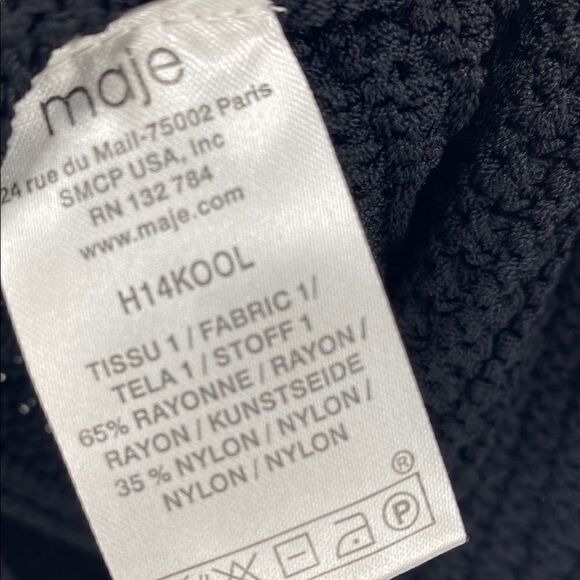 maje
24 rue du Mail-75002 Paris
SMCP USA, Inc
RN 132 784
www.maje.com
H14KOOL
TISSU 1 / FABRIC 1/
TELA 1 / STOFF 1
65% RAYONNE / RAYON /
RAYON / KUNSTSEIDE
35 % NYLON / NYLON /
NYLON / NYLON
®
P